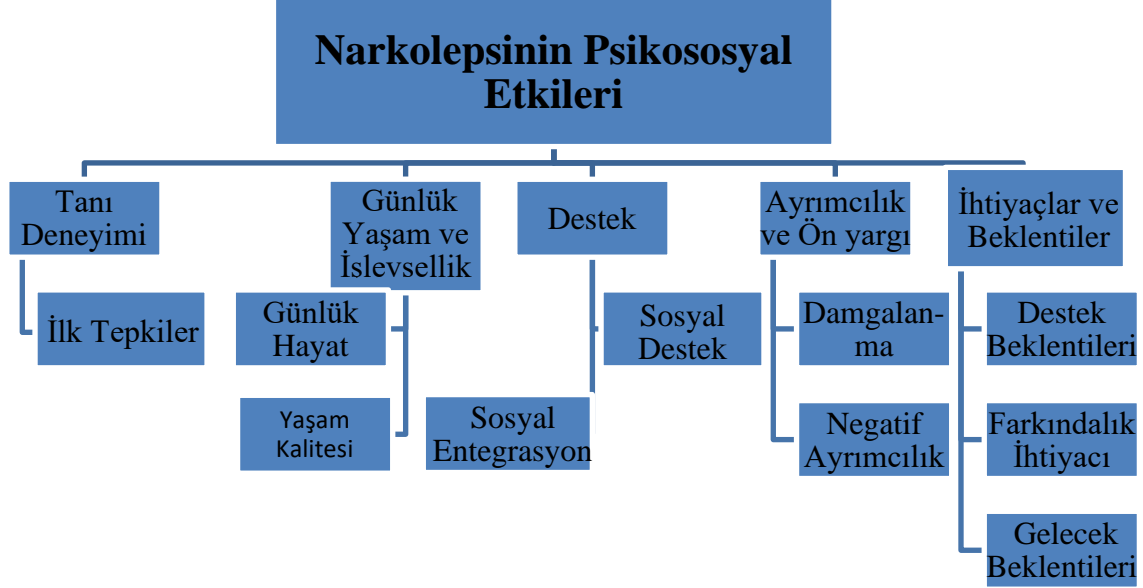 Narkolepsinin Psikososyal
Etkileri
Tanı
Deneyimi
İlk Tepkiler
Günlük
Yaşam ve
İslevsellik
Günlük
Hayat
Yaşam
Kalitesi
Destek
Sosyal
Destek
Sosyal
Entegrasyon
Ayrımcılık
ve Ön yargı
Damgalan-
ma
Negatif
Ayrımcılık
İhtiyaçlar ve
Beklentiler
Destek
Beklentileri
Farkındalık
İhtiyacı
Gelecek
Beklentileri